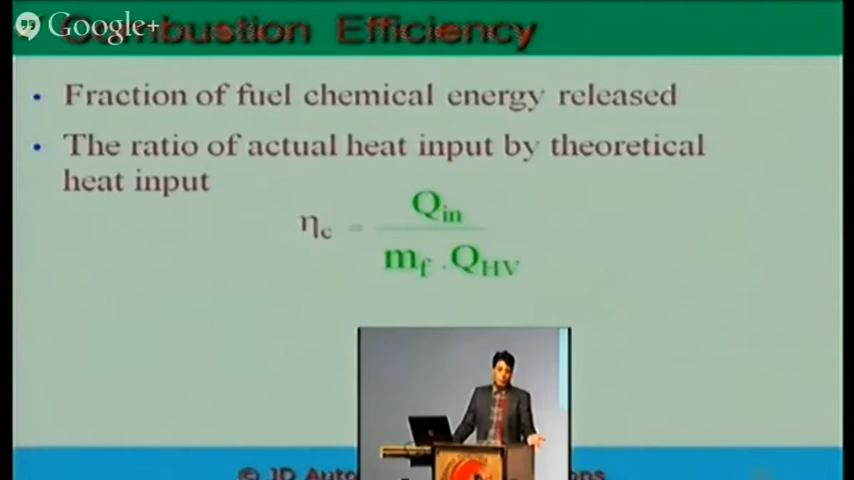 Google+
Combustion Efficiency
• Fraction of fuel chemical energy released
• The ratio of actual heat input by theoretical
heat input
ηc = Qin / mf . QHV
© JD